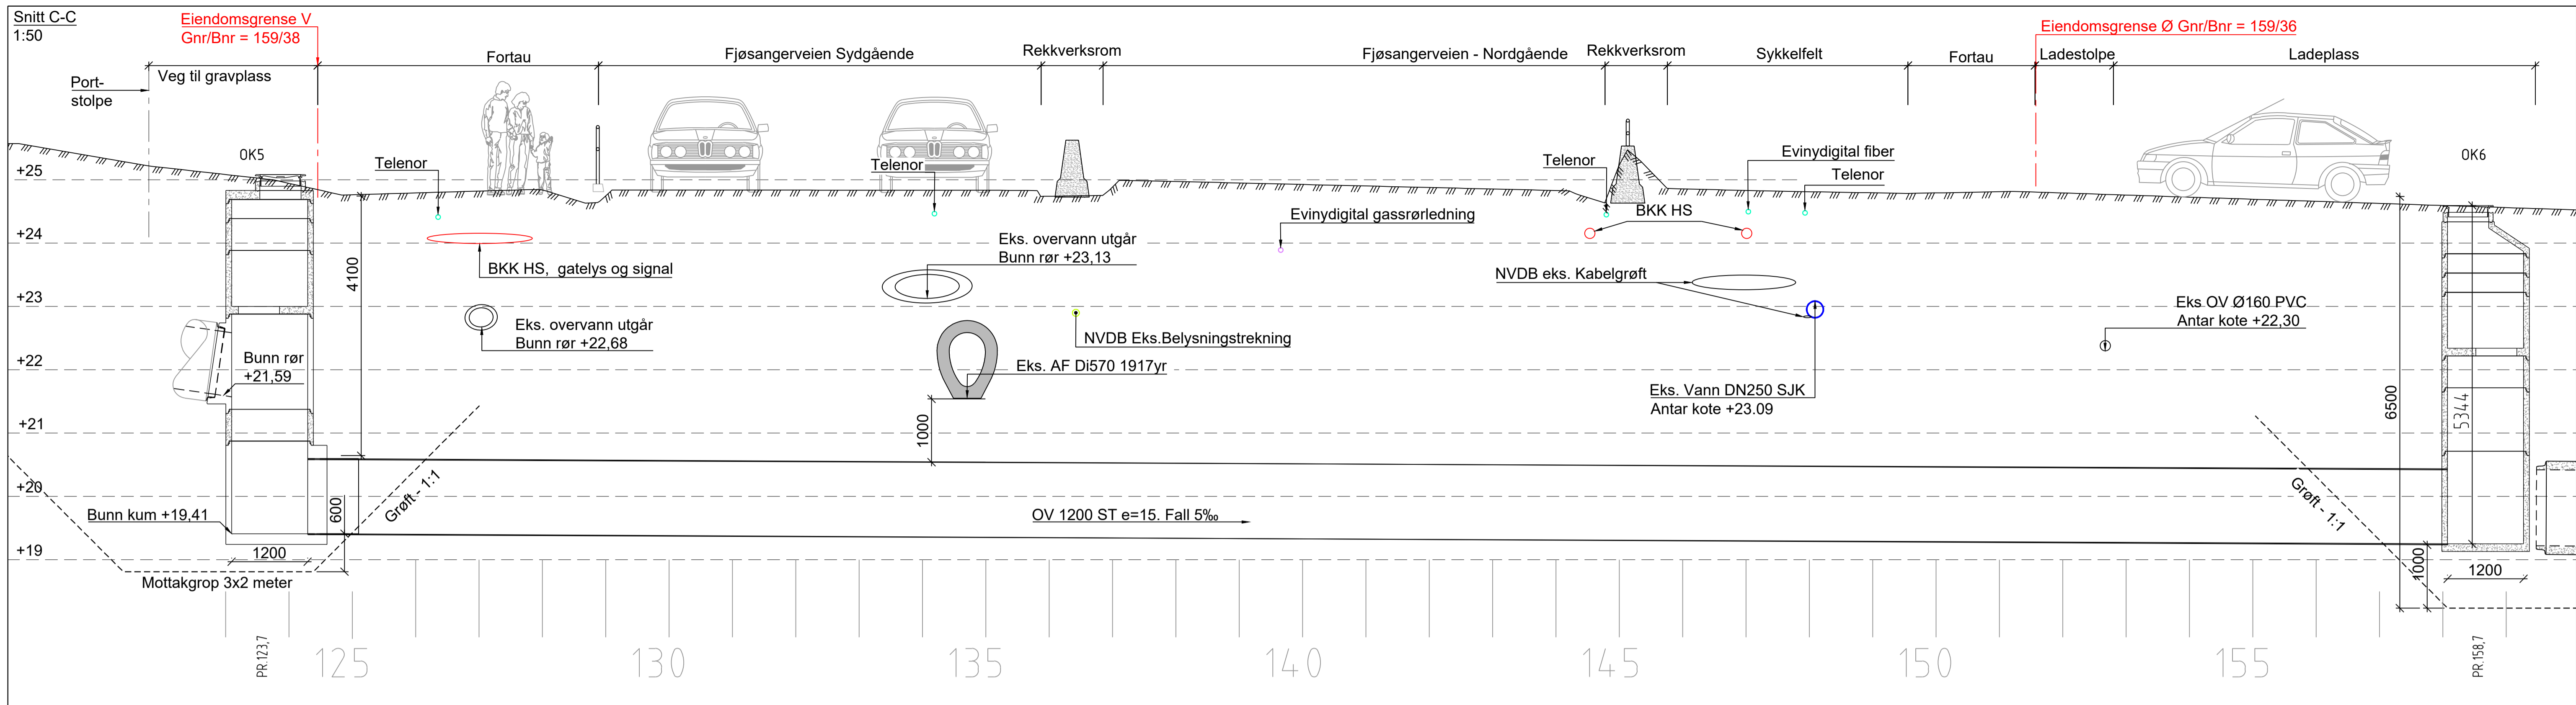 Snitt C-C
1:50
Eiendomsgrense V
Gnr/Bnr = 159/38
Port-
stolpe
Veg til gravplass
Fortau
Fjøsangerveien Sydgående
Rekkverksrom
Fjøsangerveien - Nordgående
Rekkverksrom
Sykkelfelt
Fortau
Eiendomsgrense Ø Gnr/Bnr = 159/36
Ladestolpe
Ladeplass
OK5
OK6
+25
+24
+23
+22
+21
+20
+19
Telenor
Telenor
Telenor
Evinydigital fiber
Telenor
BKK HS
Evinydigital gassrørledning
BKK HS, gatelys og signal
Eks. overvann utgår
Bunn rør +23,13
NVDB eks. Kabelgrøft
4100
Eks. overvann utgår
Bunn rør +22,68
NVDB Eks.Belysningstrekning
Eks OV Ø160 PVC
Antar kote +22,30
Bunn rør
+21,59
Eks. AF Di570 1917yr
Eks. Vann DN250 SJK
Antar kote +23.09
1000
6500
5344
Grøft - 1:1
Grøft - 1:1
600
Bunn kum +19,41
OV 1200 ST e=15. Fall 5‰
1200
1000
1200
Mottakgrop 3x2 meter
PR.123,7
125
130
135
140
145
150
155
PR.158,7